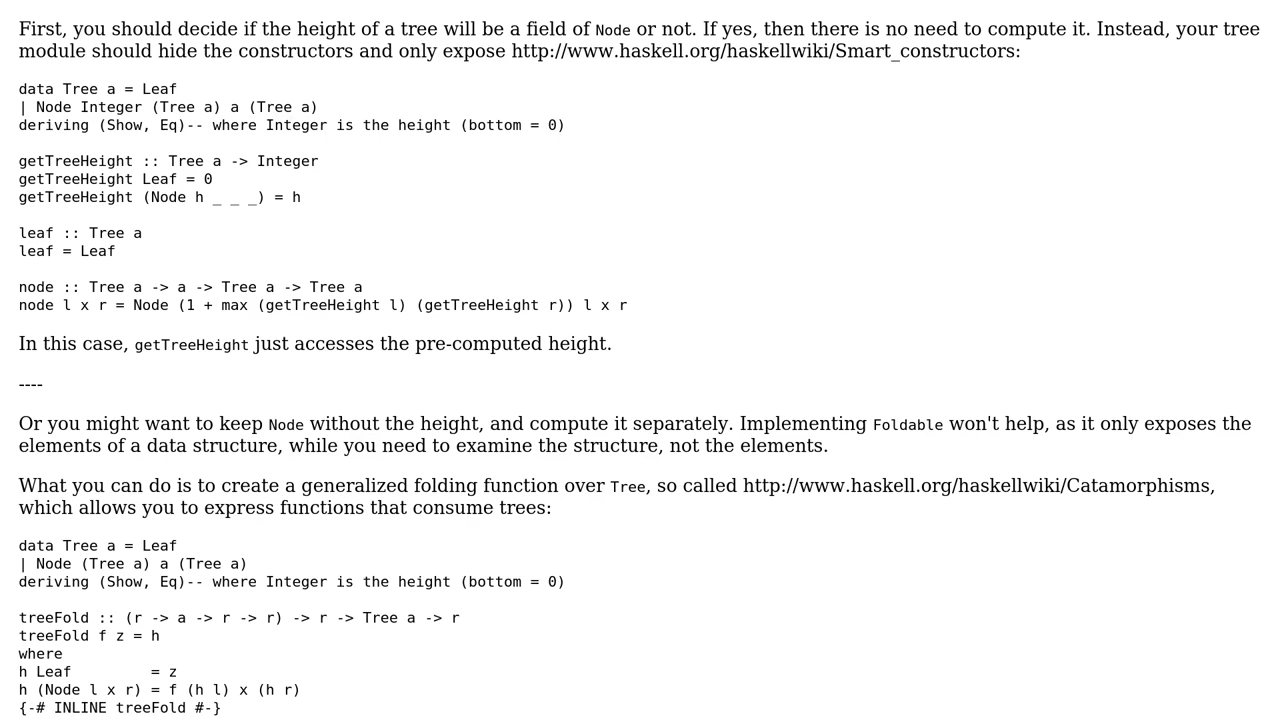 First, you should decide if the height of a tree will be a field of Node or not. If yes, then there is no need to compute it. Instead, your tree
module should hide the constructors and only expose http://www.haskell.org/haskellwiki/Smart_constructors:
data Tree a = Leaf
| Node Integer (Tree a) a (Tree a)
deriving (Show, Eq)-- where Integer is the height (bottom = 0)
getTreeHeight :: Tree a -> Integer
getTreeHeight Leaf = 0
getTreeHeight (Node h _ _ _) = h
leaf :: Tree a
leaf = Leaf
node :: Tree a -> a -> Tree a -> Tree a
node l x r = Node (1 + max (getTreeHeight l) (getTreeHeight r)) l x r
In this case, getTreeHeight just accesses the pre-computed height.
----
Or you might want to keep Node without the height, and compute it separately. Implementing Foldable won't help, as it only exposes the
elements of a data structure, while you need to examine the structure, not the elements.
What you can do is to create a generalized folding function over Tree, so called http://www.haskell.org/haskellwiki/Catamorphisms,
which allows you to express functions that consume trees:
data Tree a = Leaf
| Node (Tree a) a (Tree a)
deriving (Show, Eq)-- where Integer is the height (bottom = 0)
treeFold :: (r -> a -> r -> r) -> r -> Tree a -> r
treeFold f z = h
where
h Leaf         = z
h (Node l x r) = f (h l) x (h r)
{-# INLINE treeFold #-}